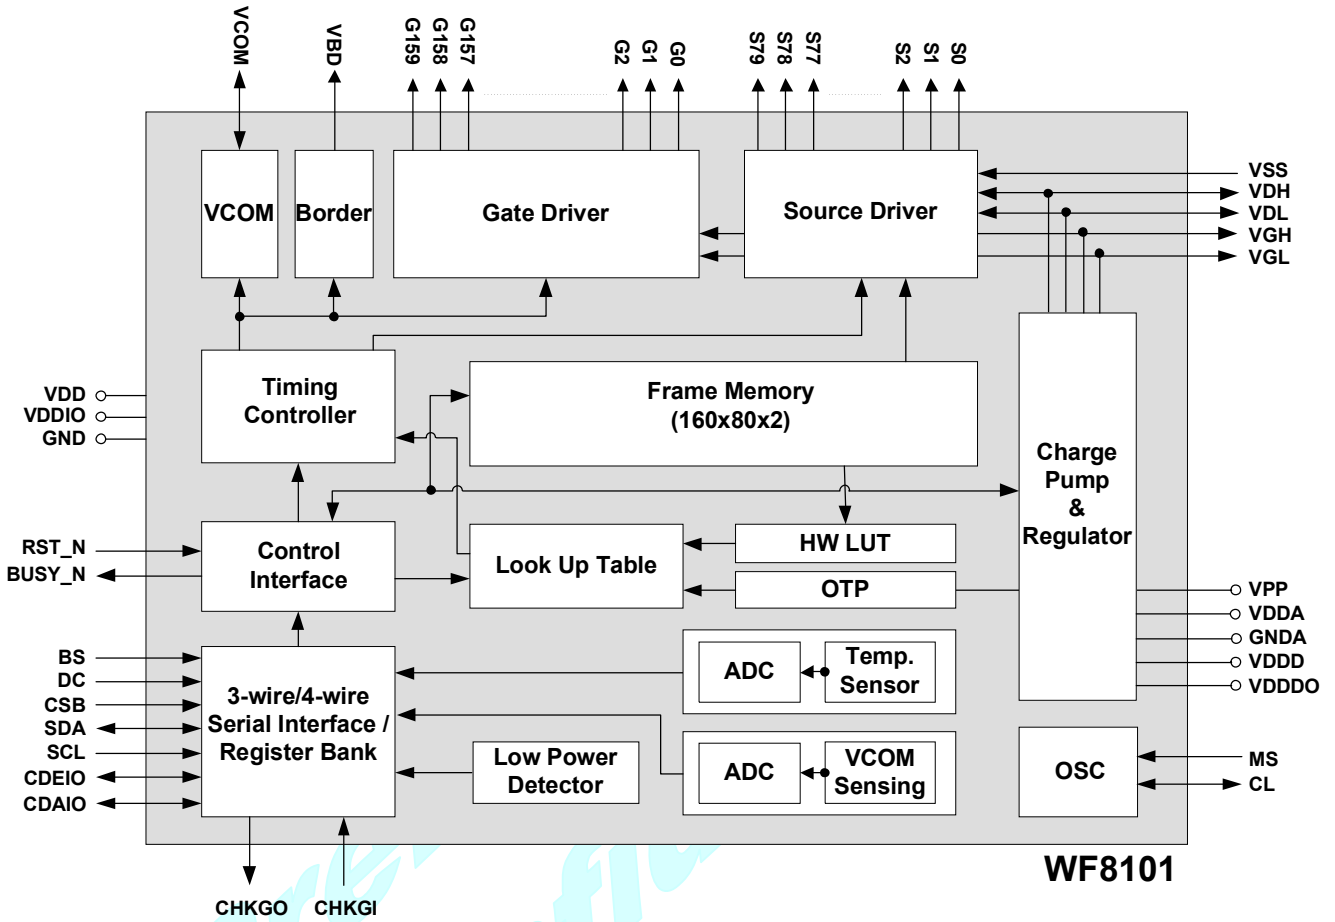 VCOM
VBD
G159
G158
G157
G2
G1
G0
S79
S78
S77
S2
S1
S0
VCOM
Border
Gate Driver
Source Driver
VSS
VDH
VDL
VGH
VGL
VDD
VDDIO
GND
Timing
Controller
Frame Memory
(160x80x2)
Charge
Pump
&
Regulator
RST_N
BUSY_N
Control
Interface
Look Up Table
HW LUT
OTP
VPP
VDDA
GNDA
VDDD
VDDDO
BS
DC
CSB
SDA
SCL
CDEIO
CDAIO
3-wire/4-wire
Serial Interface /
Register Bank
ADC
Temp.
Sensor
Low Power
Detector
ADC
VCOM
Sensing
OSC
MS
CL
WF8101
CHKGO
CHKGI